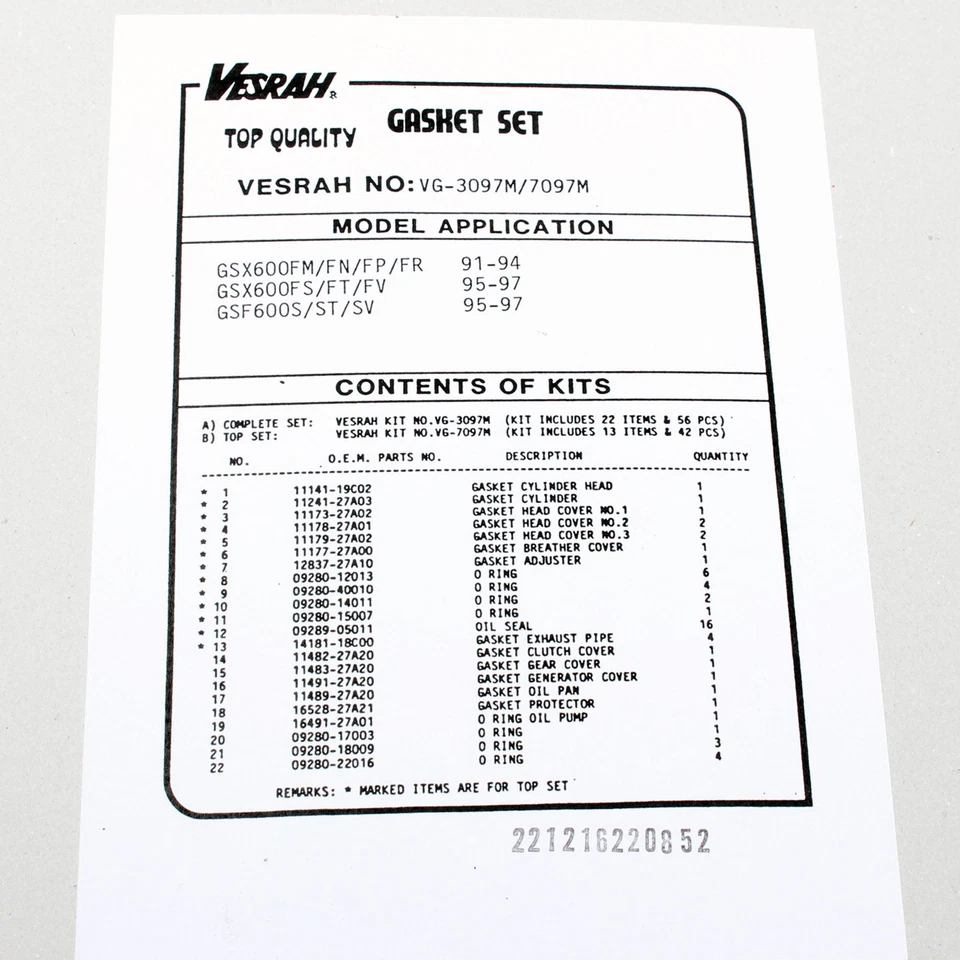 VESRAH R
TOP QUALITY GASKET SET
VESRAH NO: VG-3097M/7097M
MODEL APPLICATION
GSX600FM/FN/FP/FR 91-94
GSX600FS/FT/FV 95-97
GSF600S/ST/SV 95-97
CONTENTS OF KITS
A) COMPLETE SET: VESRAH KIT NO.VG-3097M (KIT INCLUDES 22 ITEMS & 56 PCS)
B) TOP SET: VESRAH KIT NO.VG-7097M (KIT INCLUDES 13 ITEMS & 42 PCS)
NO. O.E.M. PARTS NO. DESCRIPTION QUANTITY
* 1 11141-19C02 GASKET CYLINDER HEAD 1
* 2 11241-27A03 GASKET CYLINDER 1
* 3 11173-27A02 GASKET HEAD COVER NO.1 1
* 4 11178-27A01 GASKET HEAD COVER NO.2 2
* 5 11179-27A02 GASKET HEAD COVER NO.3 2
* 6 11177-27A00 GASKET BREATHER COVER 1
* 7 12837-27A10 GASKET ADJUSTER 1
* 8 09280-12013 O RING 6
* 9 09280-40010 O RING 4
* 10 09280-14011 O RING 2
* 11 09280-15007 O RING 1
* 12 09289-05011 OIL SEAL 16
* 13 14181-18C00 GASKET EXHAUST PIPE 4
14 11482-27A20 GASKET CLUTCH COVER 1
15 11483-27A20 GASKET GEAR COVER 1
16 11491-27A20 GASKET GENERATOR COVER 1
17 11489-27A20 GASKET OIL PAN 1
18 16528-27A21 GASKET PROTECTOR 1
19 16491-27A01 O RING OIL PUMP 1
20 09280-17003 O RING 1
21 09280-18009 O RING 3
22 09280-22016 O RING 4
REMARKS: * MARKED ITEMS ARE FOR TOP SET
221216220852